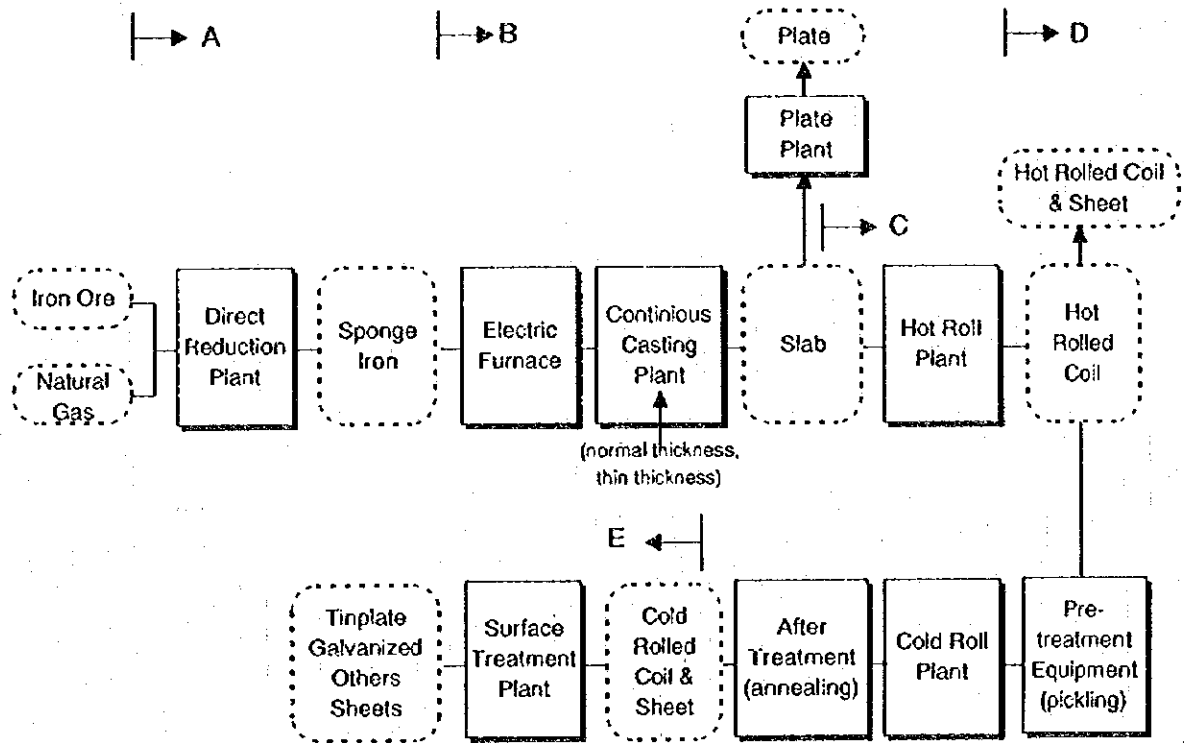 A
B
Plate
D
Plate
Plant
Hot Rolled Coil
& Sheet
C
Iron Ore
Natural
Gas
Direct
Reduction
Plant
Sponge
Iron
Electric
Furnace
Continious
Casting
Plant
Slab
Hot Roll
Plant
Hot
Rolled
Coil
(normal thickness,
thin thickness)
E
Tinplate
Galvanized
Others
Sheets
Surface
Treatment
Plant
Cold
Rolled
Coil &
Sheet
After
Treatment
(annealing)
Cold Roll
Plant
Pre-
treatment
Equipment
(pickling)